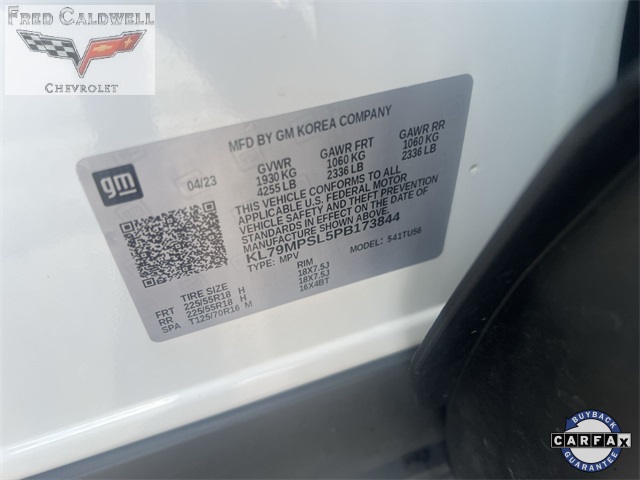 FRED CALDWELL
CHEVROLET
MFD BY GM KOREA COMPANY
gm
04/23
GVWR GAWR FRT GAWR RR
1930 KG 1060 KG 1060 KG
4255 LB 2336 LB 2336 LB
THIS VEHICLE CONFORMS TO ALL
APPLICABLE U.S. FEDERAL MOTOR
VEHICLE SAFETY AND THEFT PREVENTION
STANDARDS IN EFFECT ON THE DATE OF
MANUFACTURE SHOWN ABOVE.
KL79MPSL5PB173844
TYPE: MPV MODEL: 541TU56
TIRE SIZE RIM
FRT 225/55R18 H 18X7.5J
RR 225/55R18 H 18X7.5J
SPA T125/70R16 M 16X4BT
BUYBACK
CARFAX
GUARANTEE